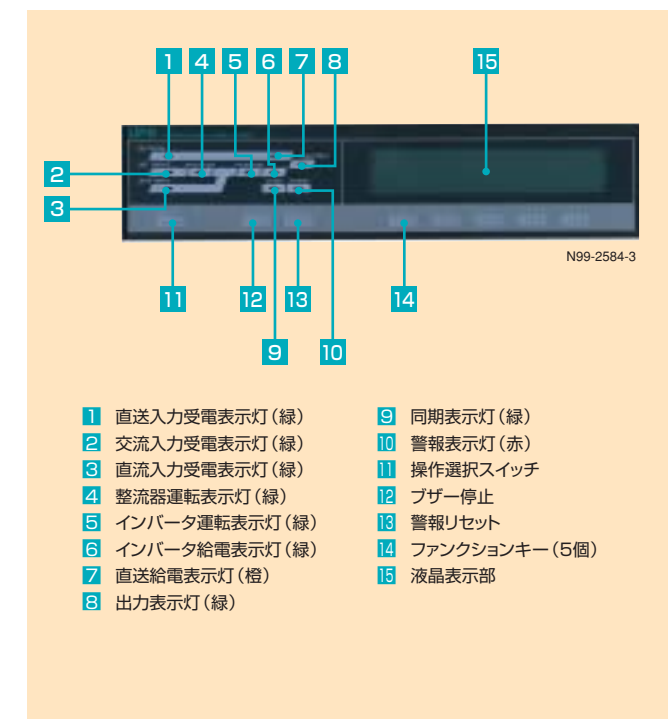 1 4 5 6 7 8 15
2
3
N99-2584-3
11 12 13 14
9 10
1 直送入力受電表示灯（緑）
2 交流入力受電表示灯（緑）
3 直流入力受電表示灯（緑）
4 整流器運転表示灯（緑）
5 インバータ運転表示灯（緑）
6 インバータ給電表示灯（緑）
7 直送給電表示灯（橙）
8 出力表示灯（緑）
9 同期表示灯（緑）
10 警報表示灯（赤）
11 操作選択スイッチ
12 ブザー停止
13 警報リセット
14 ファンクションキー（5個）
15 液晶表示部